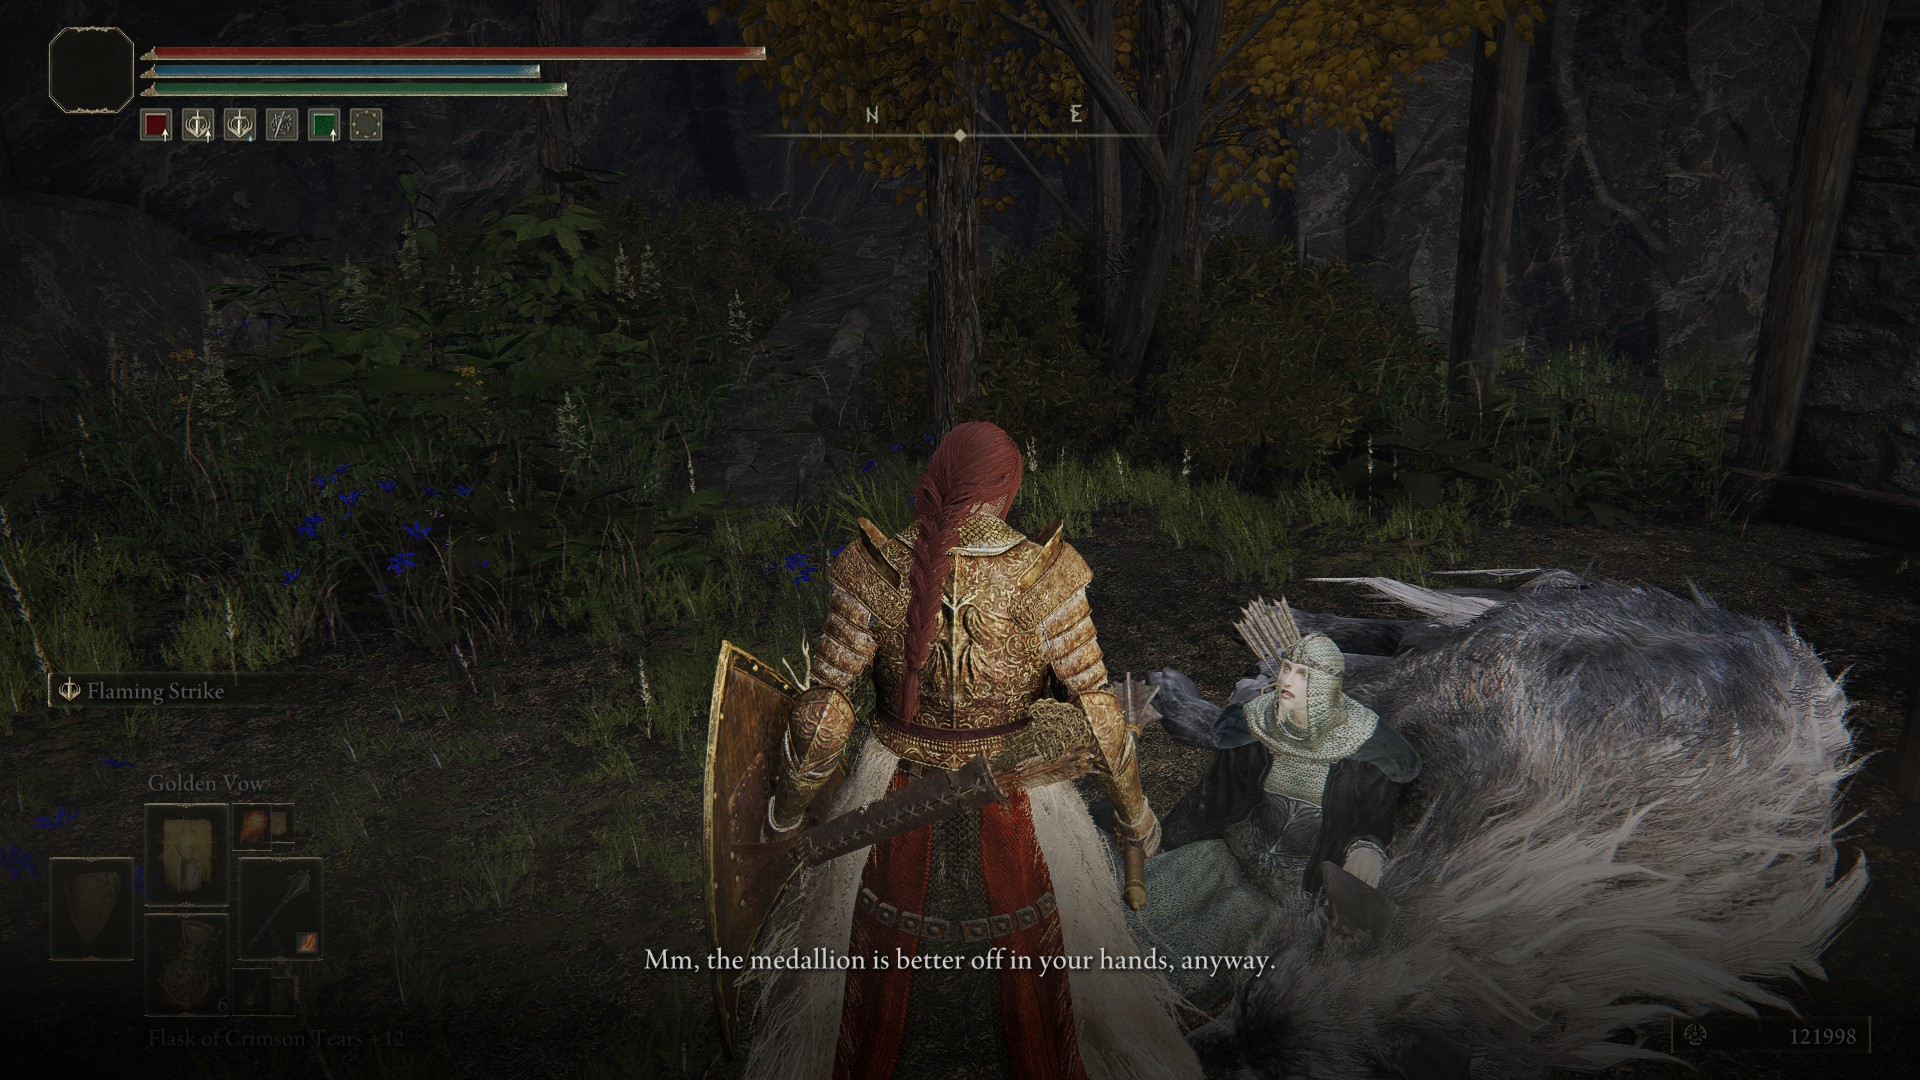 N
E
Flaming Strike
Golden Vow
Mm, the medallion is better off in your hands, anyway.
6
Flask of Crimson Tears +12
121998